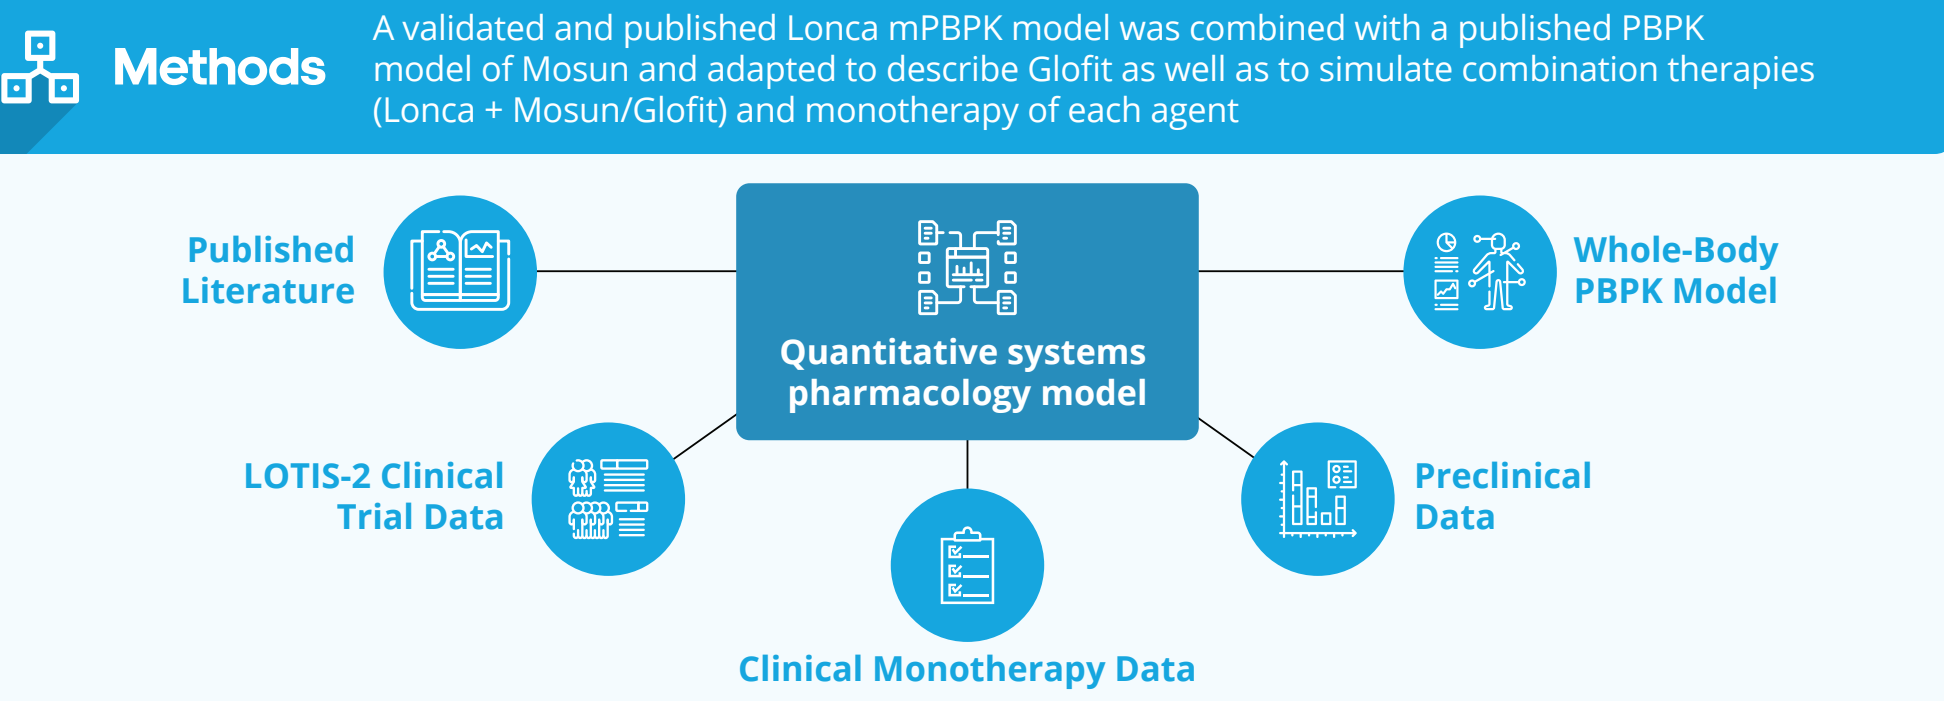 Methods
A validated and published Lonca mPBPK model was combined with a published PBPK
model of Mosun and adapted to describe Glofit as well as to simulate combination therapies
(Lonca + Mosun/Glofit) and monotherapy of each agent
Published
Literature
Quantitative systems
pharmacology model
Whole-Body
PBPK Model
LOTIS-2 Clinical
Trial Data
Preclinical
Data
Clinical Monotherapy Data